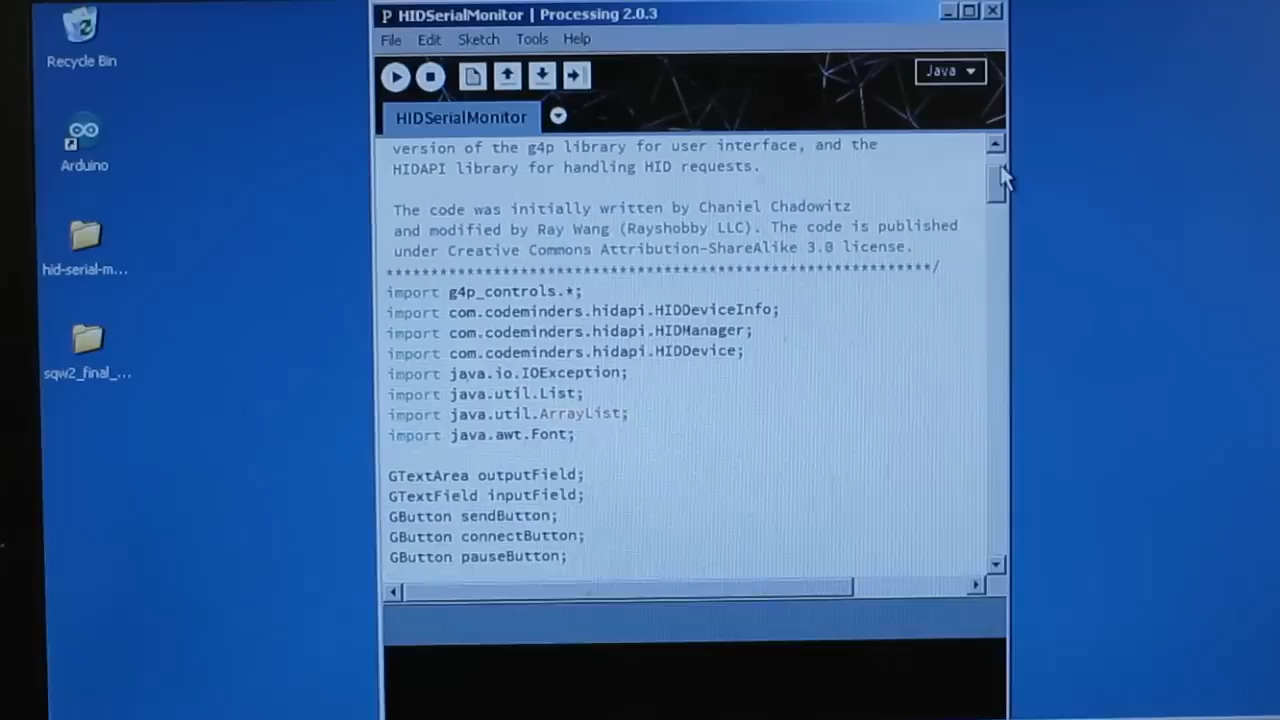 HIDSerialMonitor | Processing 2.0.3
File Edit Sketch Tools Help
Java
HIDSerialMonitor
Recycle Bin
Arduino
hid-serial-m...
sqw2_final_...
version of the g4p library for user interface, and the
HIDAPI library for handling HID requests.
The code was initially written by Chaniel Chadowitz
and modified by Ray Wang (Rayshobby LLC). The code is published
under Creative Commons Attribution-ShareAlike 3.0 license.
************************************************************/
import g4p_controls.*;
import com.codeminders.hidapi.HIDDeviceInfo;
import com.codeminders.hidapi.HIDManager;
import com.codeminders.hidapi.HIDDevice;
import java.io.IOException;
import java.util.List;
import java.util.ArrayList;
import java.awt.Font;
GTextArea outputField;
GTextField inputField;
GButton sendButton;
GButton connectButton;
GButton pauseButton;